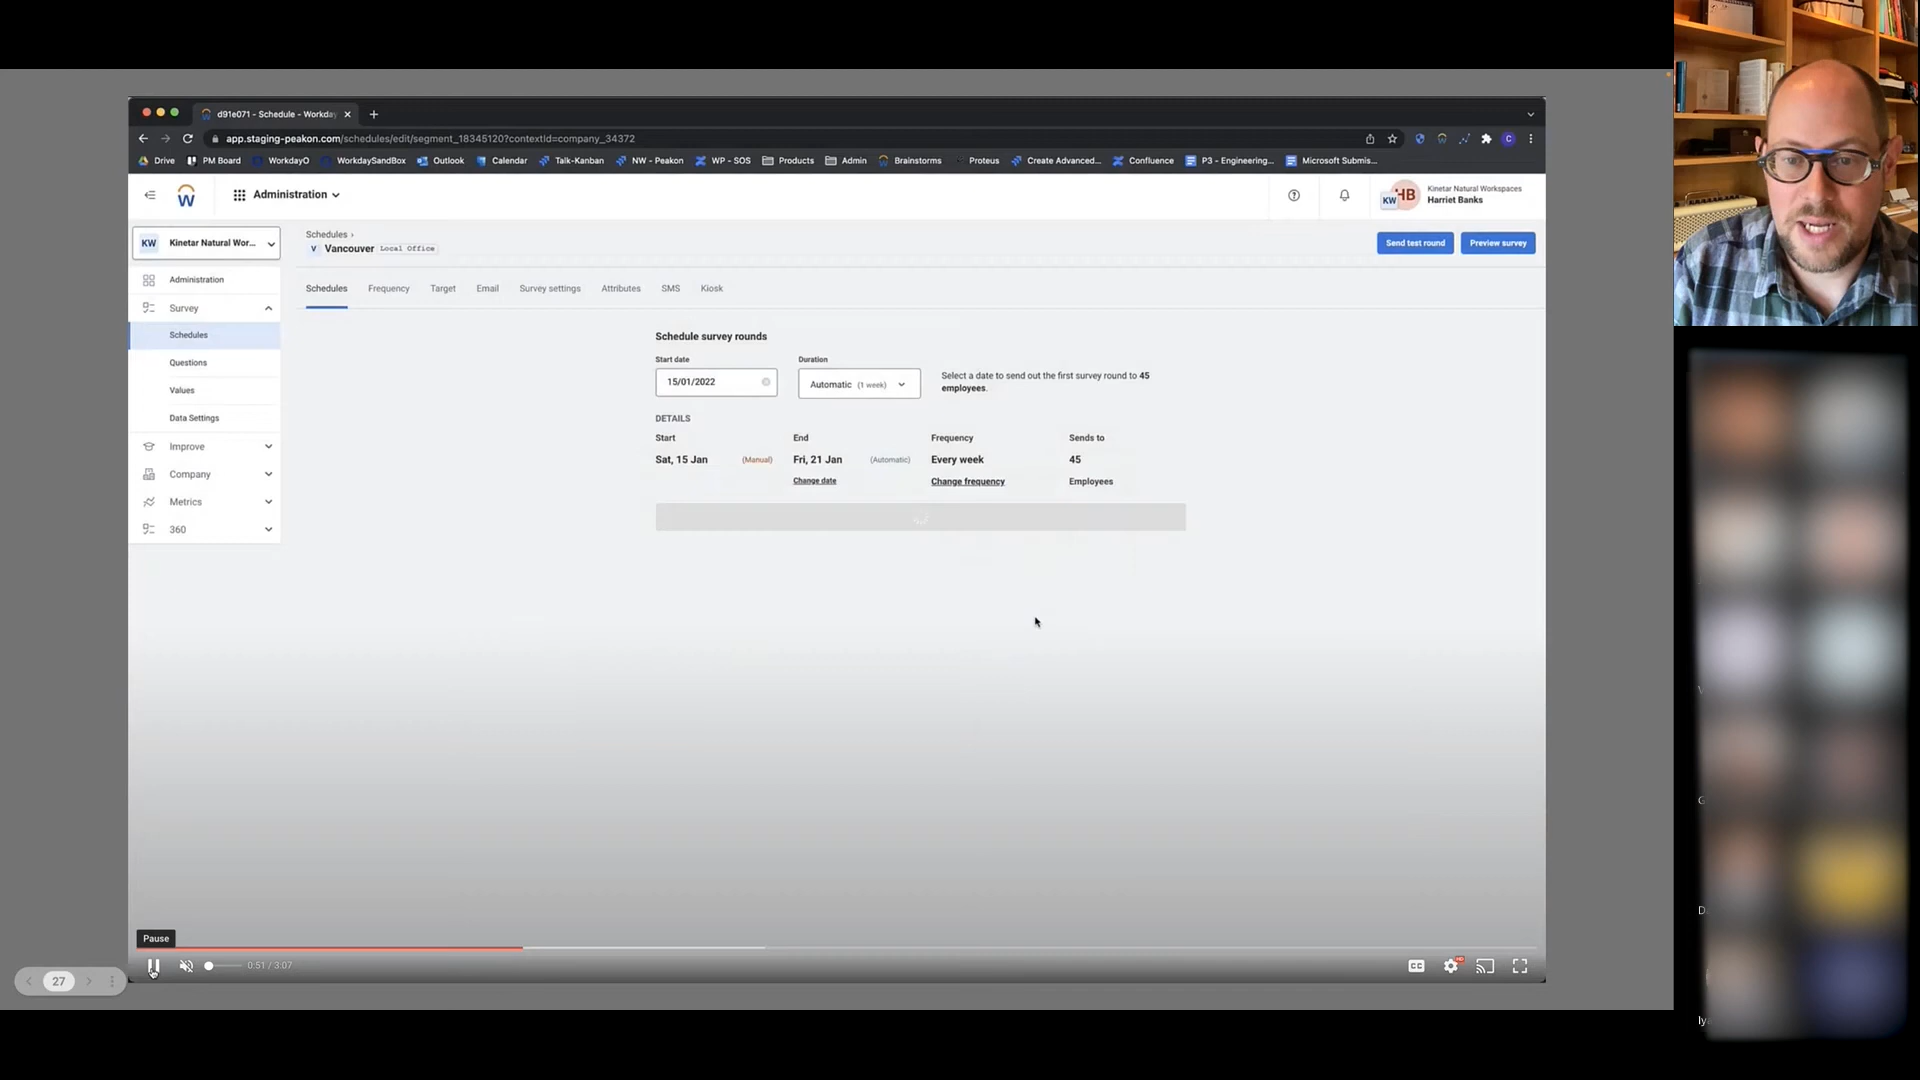 d91e071 - Schedule - Workda
app.staging-peakon.com/schedules/edit/segment_18345120?contextId=company_34372
Drive
PM Board
WorkdayO
WorkdaySandBox
Outlook
Calendar
Talk-Kanban
NW - Peakon
WP - SOS
Products
Admin
Brainstorms
Proteus
Create Advanced...
Confluence
P3 - Engineering...
Microsoft Submis...
C
W
Administration
KW
HB
Kinetar Natural Workspaces
Harriet Banks
KW
Kinetar Natural Wor...
Schedules ›
V Vancouver Local Office
Send test round
Preview survey
Administration
Survey
Schedules
Questions
Values
Data Settings
Improve
Company
Metrics
360
Schedules
Frequency
Target
Email
Survey settings
Attributes
SMS
Kiosk
Schedule survey rounds
Start date
Duration
15/01/2022
Automatic (1 week)
Select a date to send out the first survey round to 45
employees.
DETAILS
Start
End
Frequency
Sends to
Sat, 15 Jan (Manual)
Fri, 21 Jan (Automatic)
Every week
45
Change date
Change frequency
Employees
Pause
0:51 / 3:07
CC
HD
27
V
G
D